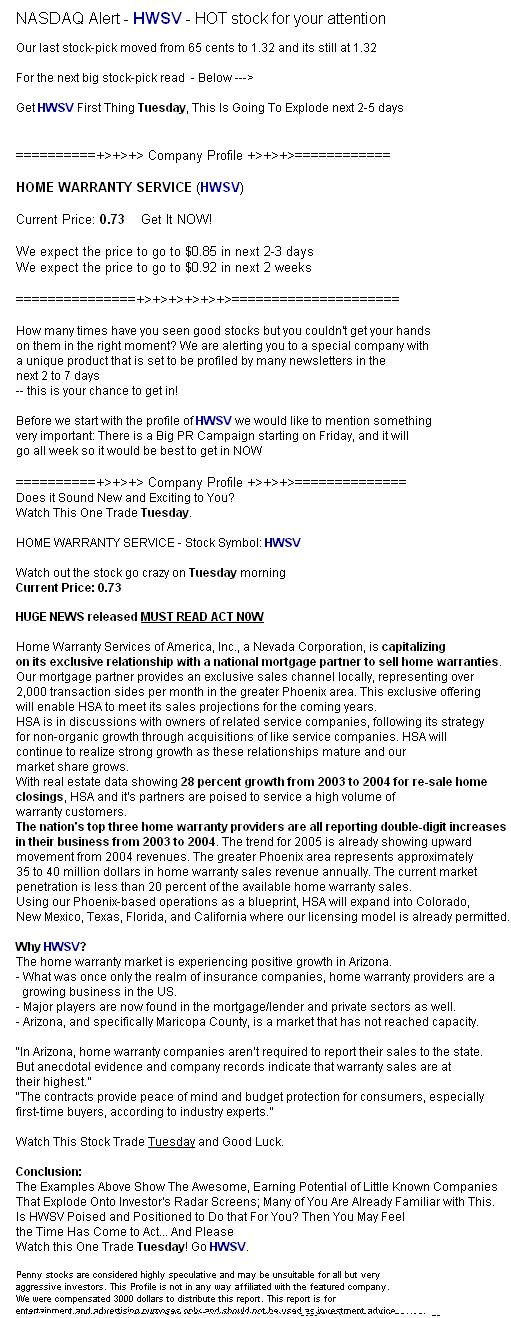 NASDAQ Alert - HWSV - HOT stock for your attention
Our last stock-pick moved from 65 cents to 1.32 and its still at 1.32
For the next big stock-pick read - Below --->
Get HWSV First Thing Tuesday, This Is Going To Explode next 2-5 days
==========+>+>+> Company Profile +>+>+>============
HOME WARRANTY SERVICE (HWSV)
Current Price: 0.73 Get It NOW!
We expect the price to go to $0.85 in next 2-3 days
We expect the price to go to $0.92 in next 2 weeks
===============+>+>+>+>+>+>=====================
How many times have you seen good stocks but you couldn't get your hands
on them in the right moment? We are alerting you to a special company with
a unique product that is set to be profiled by many newsletters in the
next 2 to 7 days
-- this is your chance to get in!
Before we start with the profile of HWSV we would like to mention something
very important: There is a Big PR Campaign starting on Friday, and it will
go all week so it would be best to get in NOW
==========+>+>+> Company Profile +>+>+>==============
Does it Sound New and Exciting to You?
Watch This One Trade Tuesday.
HOME WARRANTY SERVICE - Stock Symbol: HWSV
Watch out the stock go crazy on Tuesday morning
Current Price: 0.73
HUGE NEWS released MUST READ ACT N0W
Home Warranty Services of America, Inc., a Nevada Corporation, is capitalizing
on its exclusive relationship with a national mortgage partner to sell home warranties.
Our mortgage partner provides an exclusive sales channel locally, representing over
2,000 transaction sides per month in the greater Phoenix area. This exclusive offering
will enable HSA to meet its sales projections for the coming years.
HSA is in discussions with owners of related service companies, following its strategy
for non-organic growth through acquisitions of like service companies. HSA will
continue to realize strong growth as these relationships mature and our
market share grows.
With real estate data showing 28 percent growth from 2003 to 2004 for re-sale home
closings, HSA and it's partners are poised to service a high volume of
warranty customers.
The nation's top three home warranty providers are all reporting double-digit increases
in their business from 2003 to 2004. The trend for 2005 is already showing upward
movement from 2004 revenues. The greater Phoenix area represents approximately
35 to 40 million dollars in home warranty sales revenue annually. The current market
penetration is less than 20 percent of the available home warranty sales.
Using our Phoenix-based operations as a blueprint, HSA will expand into Colorado,
New Mexico, Texas, Florida, and California where our licensing model is already permitted.
Why HWSV?
The home warranty market is experiencing positive growth in Arizona.
- What was once only the realm of insurance companies, home warranty providers are a
growing business in the US.
- Major players are now found in the mortgage/lender and private sectors as well.
- Arizona, and specifically Maricopa County, is a market that has not reached capacity.
"In Arizona, home warranty companies aren't required to report their sales to the state.
But anecdotal evidence and company records indicate that warranty sales are at
their highest."
"The contracts provide peace of mind and budget protection for consumers, especially
first-time buyers, according to industry experts."
Watch This Stock Trade Tuesday and Good Luck.
Conclusion:
The Examples Above Show The Awesome, Earning Potential of Little Known Companies
That Explode Onto Investor's Radar Screens; Many of You Are Already Familiar with This.
Is HWSV Poised and Positioned to Do that For You? Then You May Feel
the Time Has Come to Act... And Please
Watch this One Trade Tuesday! Go HWSV.
Penny stocks are considered highly speculative and may be unsuitable for all but very
aggressive investors. This Profile is not in any way affiliated with the featured company.
We were compensated 3000 dollars to distribute this report. This report is for
entertainment and advertising purposes only and should not be used as investment advice.